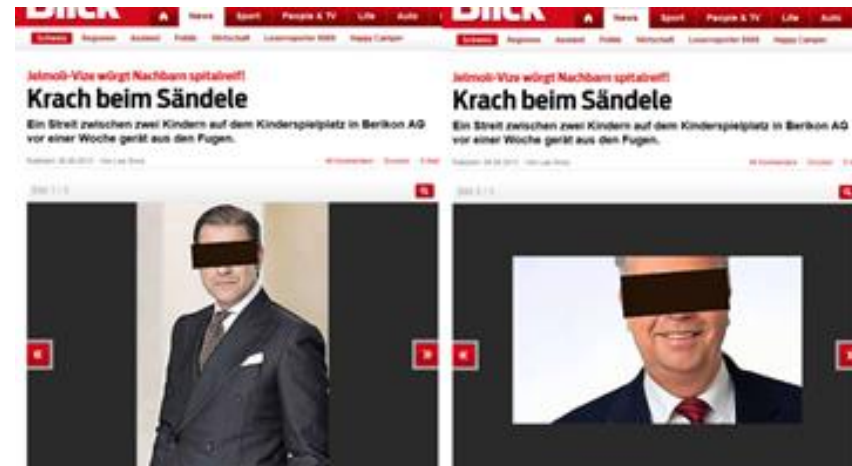 Blick
News Sport People & TV Life Auto
Schweiz Regionen Ausland Politik Wirtschaft Leserreporter Happy Camper
Jelmoli-Vize würgt Nachbarn spitalreif!
Krach beim Sändele
Ein Streit zwischen zwei Kindern auf dem Kinderspielplatz in Berikon AG
vor einer Woche gerät aus den Fugen.
Blick
News Sport People & TV Life Auto
Schweiz Regionen Ausland Politik Wirtschaft Leserreporter Happy Camper
Jelmoli-Vize würgt Nachbarn spitalreif!
Krach beim Sändele
Ein Streit zwischen zwei Kindern auf dem Kinderspielplatz in Berikon AG
vor einer Woche gerät aus den Fugen.